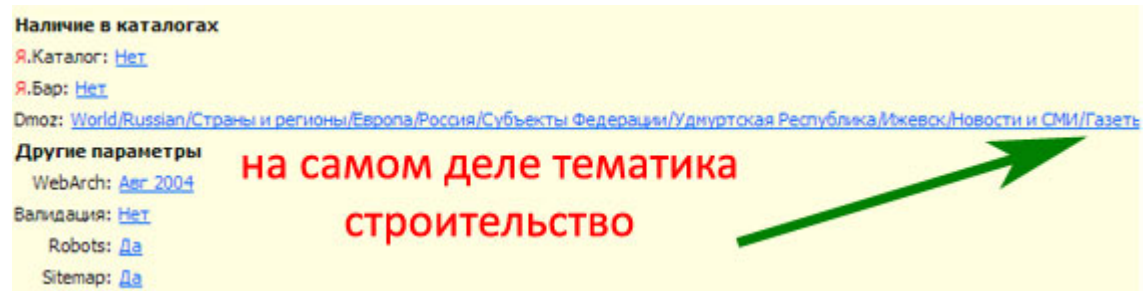 Наличие в каталогах
Я.Каталог: Нет
Я.Бар: Нет
Dmoz: World/Russian/Страны и регионы/Европа/Россия/Субъекты Федерации/Удмуртская Республика/Ижевск/Новости и СМИ/Газеть
Другие параметры
на самом деле тематика
WebArch: Авг 2004
Валидация: Нет
строительство
Robots: Да
Sitemap: Да